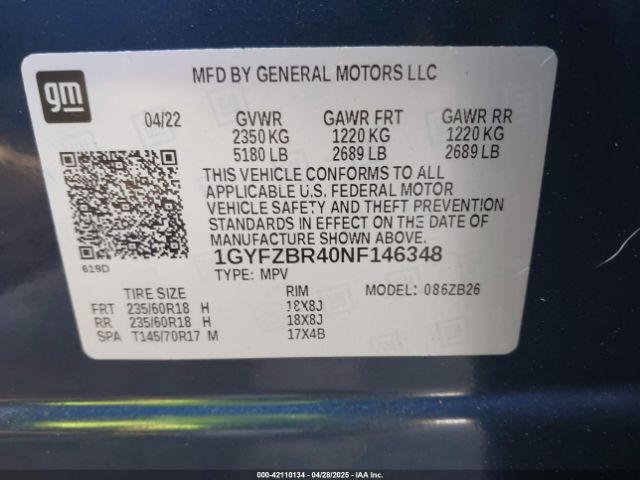 gm
MFD BY GENERAL MOTORS LLC
04/22 GVWR GAWR FRT GAWR RR
2350 KG 1220 KG 1220 KG
5180 LB 2689 LB 2689 LB
THIS VEHICLE CONFORMS TO ALL
APPLICABLE U.S. FEDERAL MOTOR
VEHICLE SAFETY AND THEFT PREVENTION
STANDARDS IN EFFECT ON THE DATE OF
MANUFACTURE SHOWN ABOVE.
619D 1GYFZBR40NF146348
TYPE: MPV
TIRE SIZE RIM MODEL: 086ZB26
FRT 235/60R18 H 18X8J
RR 235/60R18 H 18X8J
SPA T145/70R17 M 17X4B
000-42110134 - 04/28/2025 - IAA Inc.